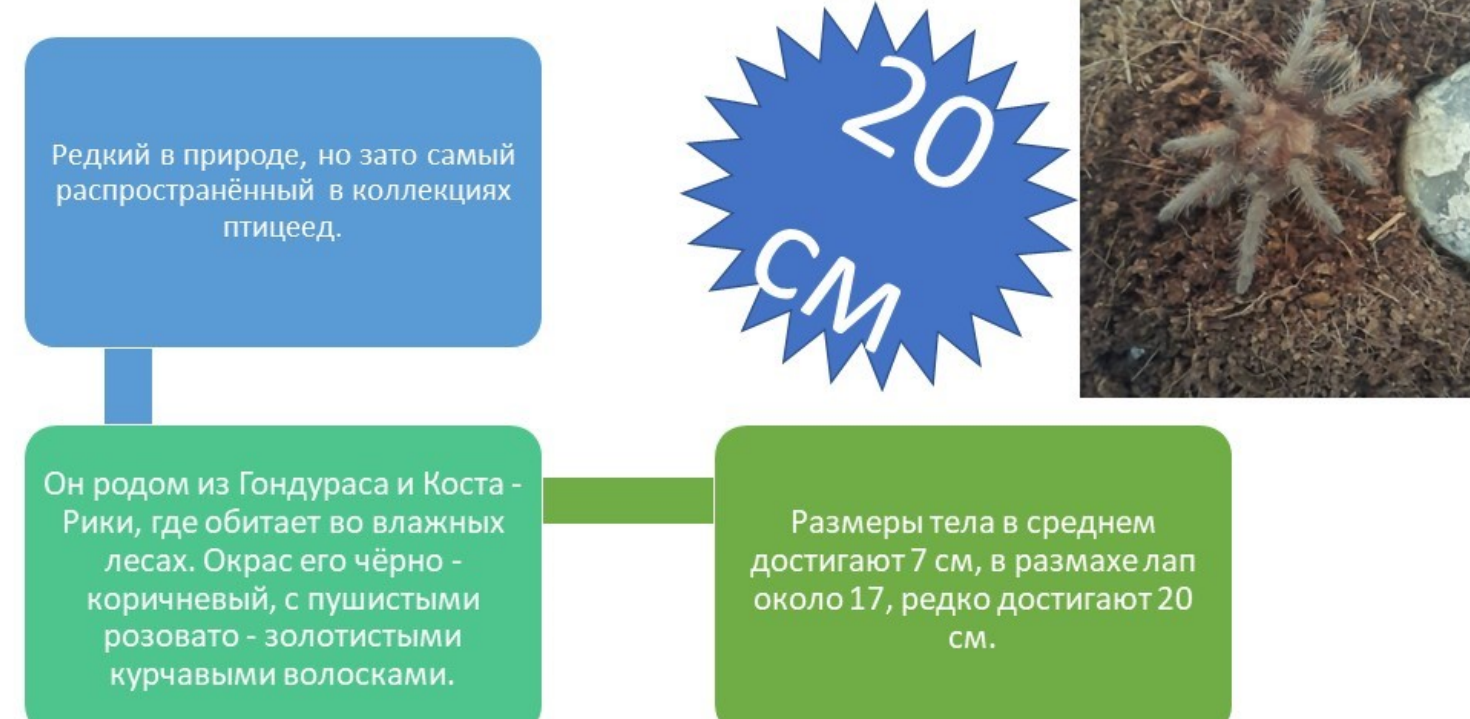 Редкий в природе, но зато самый
распространённый в коллекциях
птицеед.
20
см
Он родом из Гондураса и Коста -
Рики, где обитает во влажных
лесах. Окрас его чёрно -
коричневый, с пушистыми
розовато - золотистыми
курчавыми волосками.
Размеры тела в среднем
достигают 7 см, в размахе лап
около 17, редко достигают 20
см.